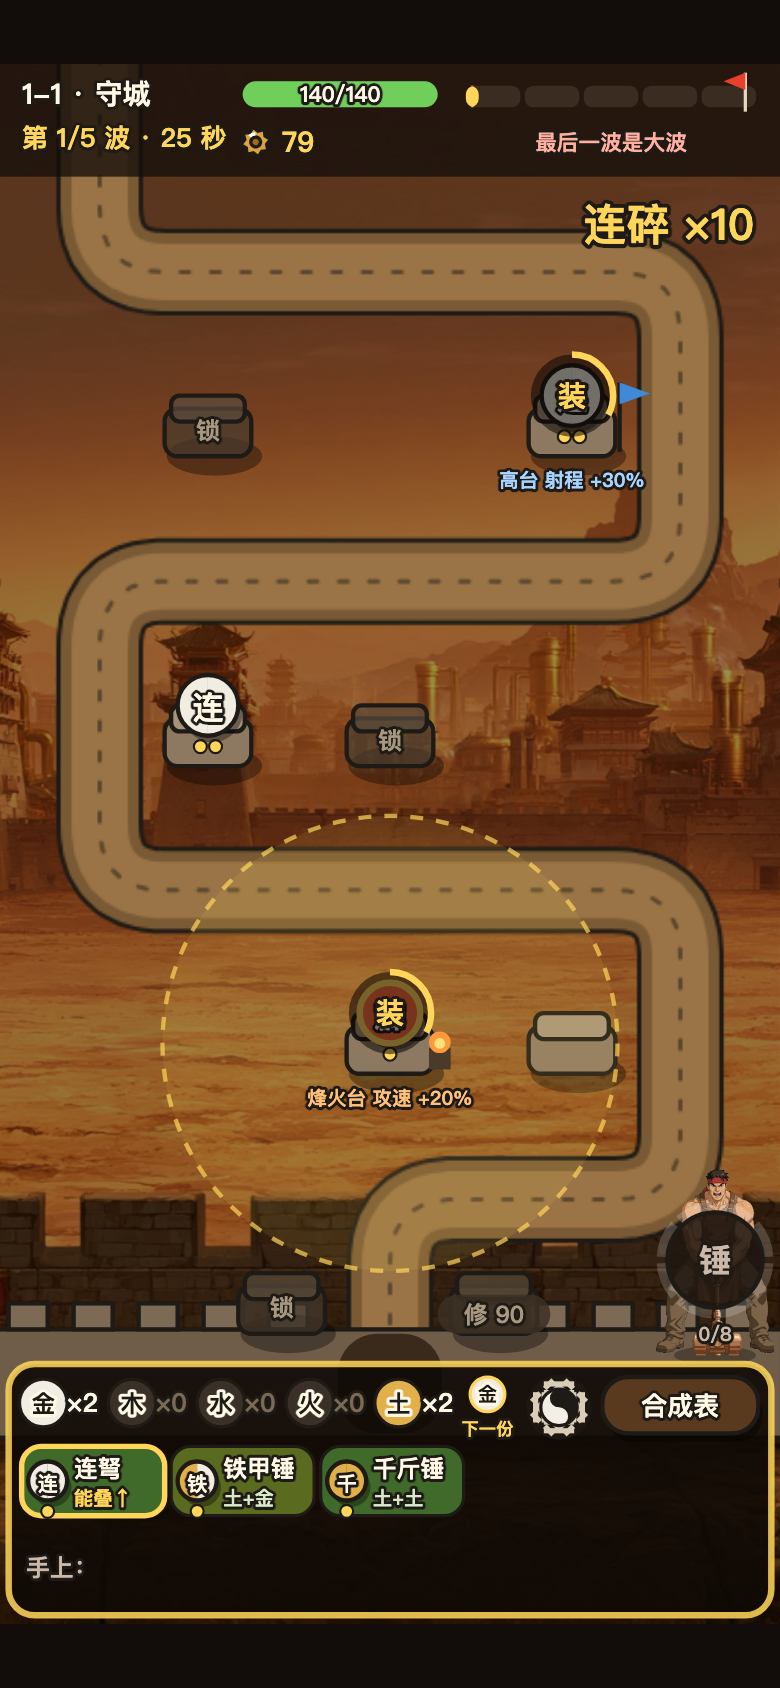 1–1 · 守城
140/140
第 1/5 波 · 25 秒
79
最后一波是大波
连碎 ×10
装
锁
高台 射程 +30%
连
锁
装
烽火台 攻速 +20%
锤
锁
修 90
0/8
金×2
木×0
水×0
火×0
土×2
金
下一份
合成表
连
连弩
能叠↑
铁
铁甲锤
土+金
千
千斤锤
土+土
手上：